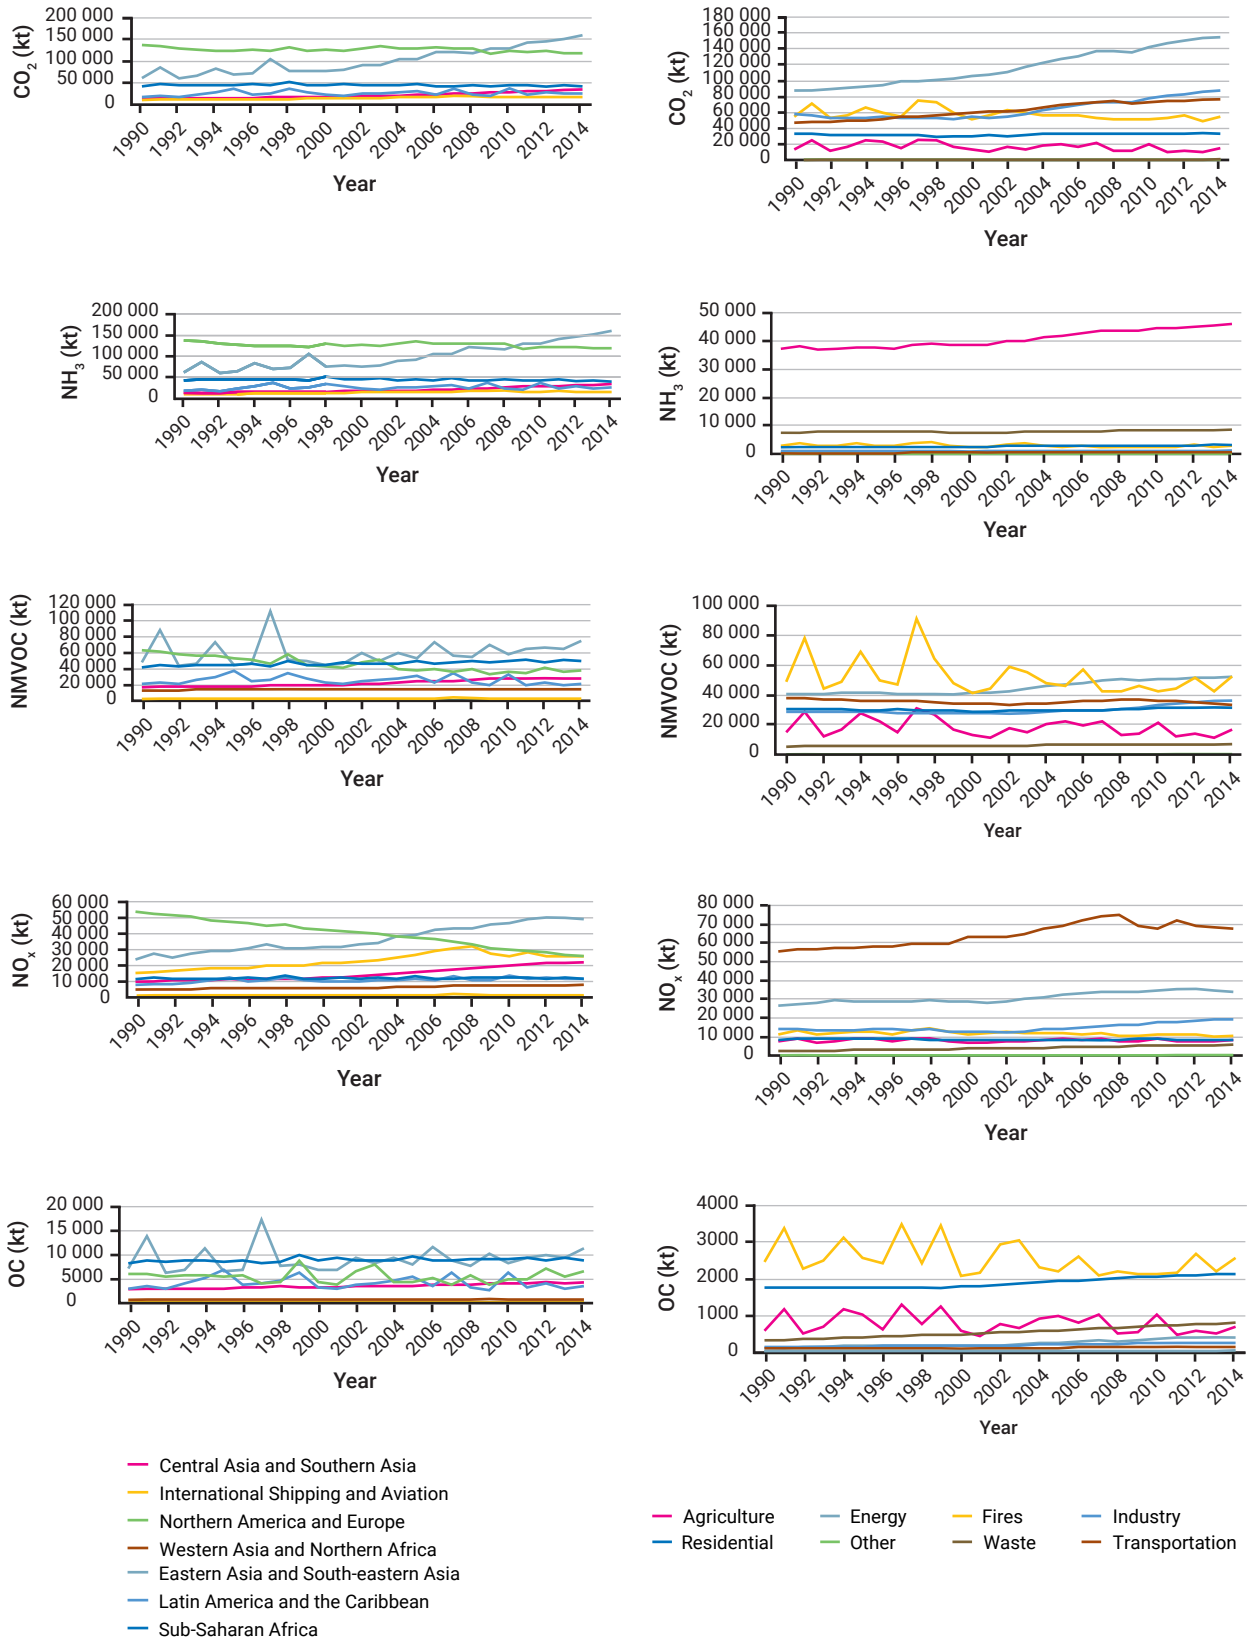 CO2 (kt)
200 000
150 000
100 000
50 000
0
1990 1992 1994 1996 1998 2000 2002 2004 2006 2008 2010 2012 2014
Year
CO2 (kt)
180 000
160 000
140 000
120 000
100 000
80 000
60 000
40 000
20 000
0
1990 1992 1994 1996 1998 2000 2002 2004 2006 2008 2010 2012 2014
Year
NH3 (kt)
200 000
150 000
100 000
50 000
0
1990 1992 1994 1996 1998 2000 2002 2004 2006 2008 2010 2012 2014
Year
NH3 (kt)
50 000
40 000
30 000
20 000
10 000
0
1990 1992 1994 1996 1998 2000 2002 2004 2006 2008 2010 2012 2014
Year
NMVOC (kt)
120 000
100 000
80 000
60 000
40 000
20 000
0
1990 1992 1994 1996 1998 2000 2002 2004 2006 2008 2010 2012 2014
Year
NMVOC (kt)
100 000
80 000
60 000
40 000
20 000
0
1990 1992 1994 1996 1998 2000 2002 2004 2006 2008 2010 2012 2014
Year
NOx (kt)
60 000
50 000
40 000
30 000
20 000
10 000
0
1990 1992 1994 1996 1998 2000 2002 2004 2006 2008 2010 2012 2014
Year
NOx (kt)
80 000
70 000
60 000
50 000
40 000
30 000
20 000
10 000
0
1990 1992 1994 1996 1998 2000 2002 2004 2006 2008 2010 2012 2014
Year
OC (kt)
20 000
15 000
10 000
5000
0
1990 1992 1994 1996 1998 2000 2002 2004 2006 2008 2010 2012 2014
Year
OC (kt)
4000
3000
2000
1000
0
1990 1992 1994 1996 1998 2000 2002 2004 2006 2008 2010 2012 2014
Year
Central Asia and Southern Asia
International Shipping and Aviation
Northern America and Europe
Western Asia and Northern Africa
Eastern Asia and South-eastern Asia
Latin America and the Caribbean
Sub-Saharan Africa
Agriculture Energy Fires Industry
Residential Other Waste Transportation